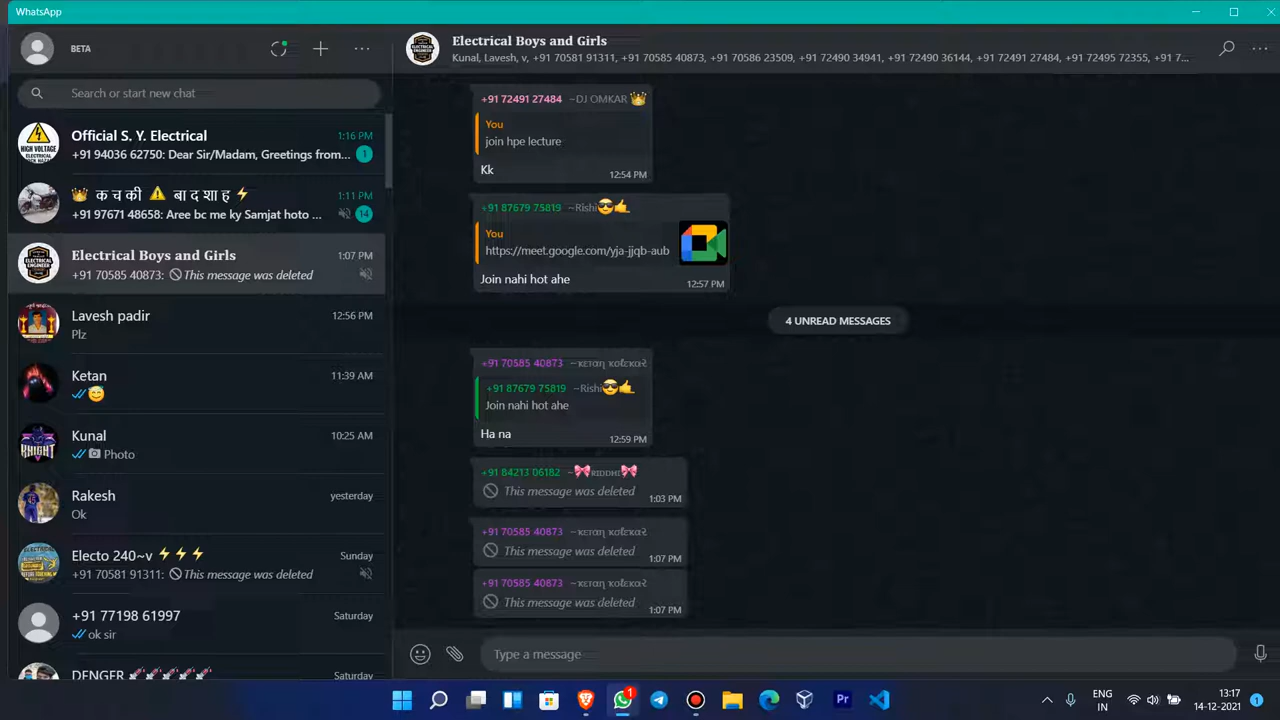 WhatsApp
BETA
Search or start new chat
Official S. Y. Electrical
1:16 PM
+91 94036 62750: Dear Sir/Madam, Greetings from...
1
👑 क च की ⚠️ बा द शा ह ⚡
1:11 PM
+91 97671 48658: Aree bc me ky Samjat hoto ...
14
Electrical Boys and Girls
1:07 PM
+91 70585 40873: This message was deleted
Lavesh padir
12:56 PM
Plz
Ketan
11:39 AM
😇
Kunal
10:25 AM
Photo
Rakesh
yesterday
Ok
Electo 240~v ⚡⚡⚡
Sunday
+91 70581 91311: This message was deleted
+91 77198 61997
Saturday
ok sir
DENGER
Saturday
Electrical Boys and Girls
Kunal, Lavesh, v, +91 70581 91311, +91 70585 40873, +91 70586 23509, +91 72490 34941, +91 72490 36144, +91 72491 27484, +91 72495 72355, +91 7...
+91 72491 27484 ~DJ OMKAR 👑
You
join hpe lecture
Kk
12:54 PM
+91 87679 75819 ~Rishi😎🤙
You
https://meet.google.com/yja-jjqb-aub
Join nahi hot ahe
12:57 PM
4 UNREAD MESSAGES
+91 70585 40873
+91 87679 75819 ~Rishi😎🤙
Join nahi hot ahe
Ha na
12:59 PM
+91 84213 06182 ~🎀ʀɪᴅᴅʜɪ🎀
This message was deleted
1:03 PM
+91 70585 40873
This message was deleted
1:07 PM
+91 70585 40873
This message was deleted
1:07 PM
Type a message
1
Pr
ENG
IN
13:17
14-12-2021
1